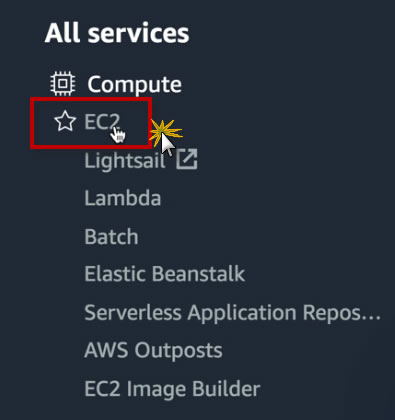 All services
Compute
EC2
Lightsail
Lambda
Batch
Elastic Beanstalk
Serverless Application Repos...
AWS Outposts
EC2 Image Builder